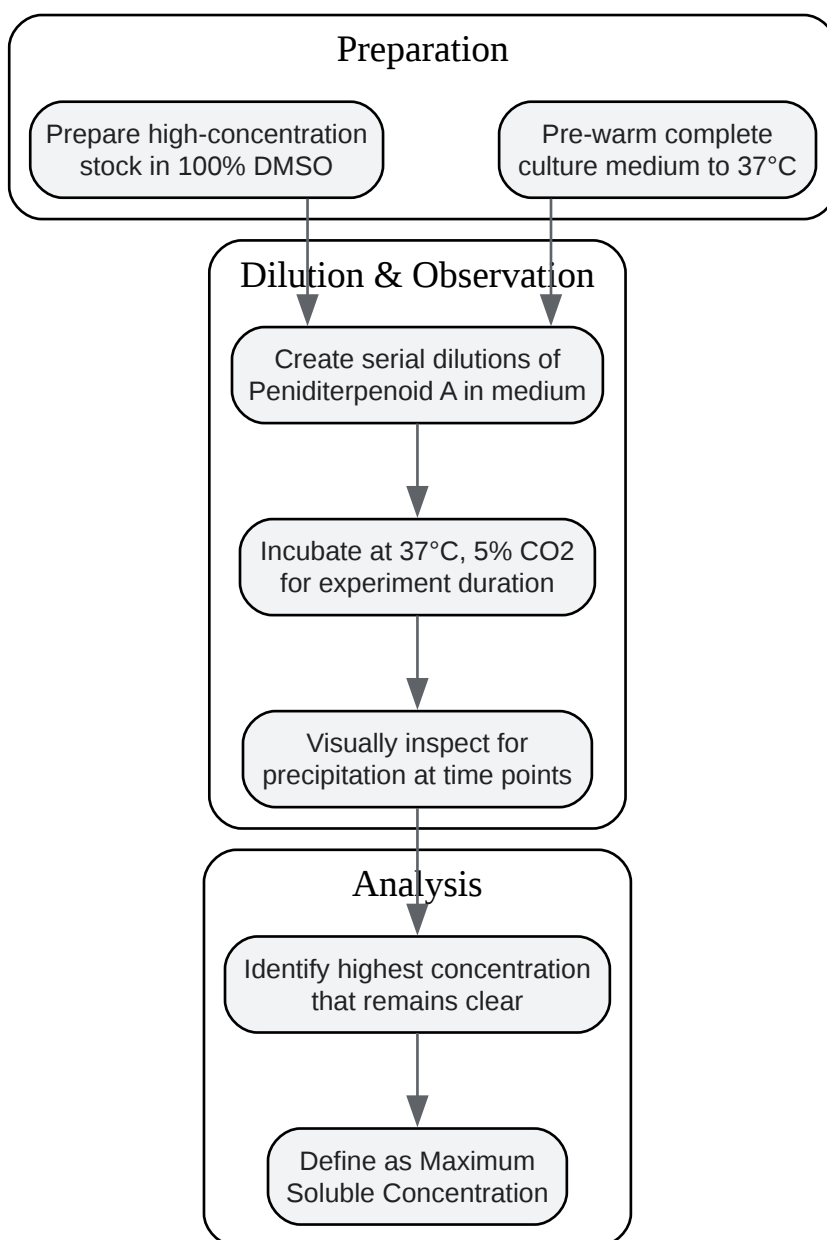 Preparation
Prepare high-concentration
stock in 100% DMSO
Pre-warm complete
culture medium to 37°C
Dilution & Observation
Create serial dilutions of
Peniditerpenoid A in medium
Incubate at 37°C, 5% CO2
for experiment duration
Visually inspect for
precipitation at time points
Analysis
Identify highest concentration
that remains clear
Define as Maximum
Soluble Concentration